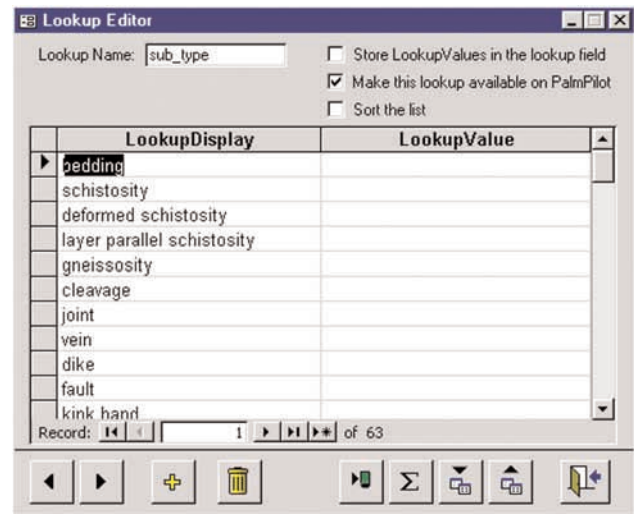 Lookup Editor
Lookup Name: sub_type
Store LookupValues in the lookup field
Make this lookup available on PalmPilot
Sort the list
LookupDisplay LookupValue
bedding
schistosity
deformed schistosity
layer parallel schistosity
gneissosity
cleavage
joint
vein
dike
fault
kink band
Record: 1 of 63